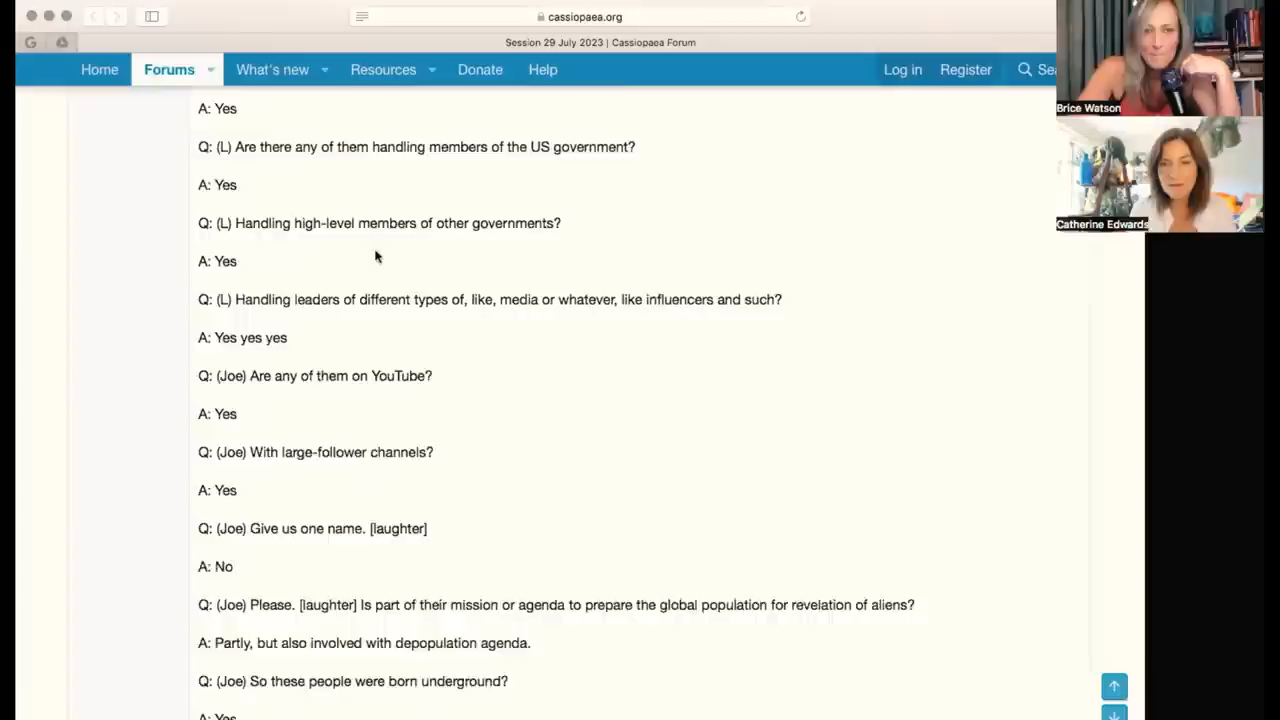 cassiopaea.org
Session 29 July 2023 | Cassiopaea Forum
Home
Forums
What's new
Resources
Donate
Help
Log in
Register
Sea
Brice Watson
Catherine Edwards
A: Yes
Q: (L) Are there any of them handling members of the US government?
A: Yes
Q: (L) Handling high-level members of other governments?
A: Yes
Q: (L) Handling leaders of different types of, like, media or whatever, like influencers and such?
A: Yes yes yes
Q: (Joe) Are any of them on YouTube?
A: Yes
Q: (Joe) With large-follower channels?
A: Yes
Q: (Joe) Give us one name. [laughter]
A: No
Q: (Joe) Please. [laughter] Is part of their mission or agenda to prepare the global population for revelation of aliens?
A: Partly, but also involved with depopulation agenda.
Q: (Joe) So these people were born underground?
A: Yes